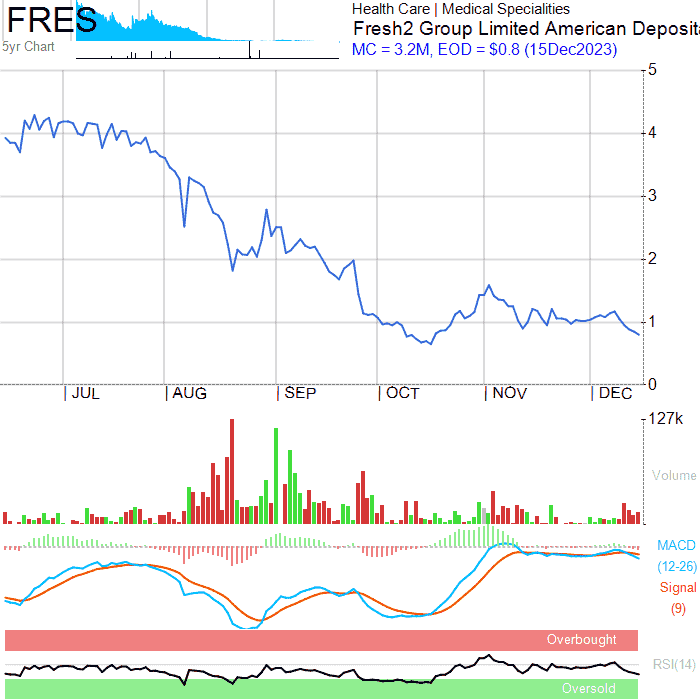 FRES
5yr Chart
Health Care | Medical Specialities
Fresh2 Group Limited American Deposit
MC = 3.2M, EOD = $0.8 (15Dec2023)
5
4
3
2
1
0
| JUL | AUG | SEP | OCT | NOV | DEC
127k
Volume
MACD
(12-26)
Signal
(9)
Overbought
RSI(14)
Oversold